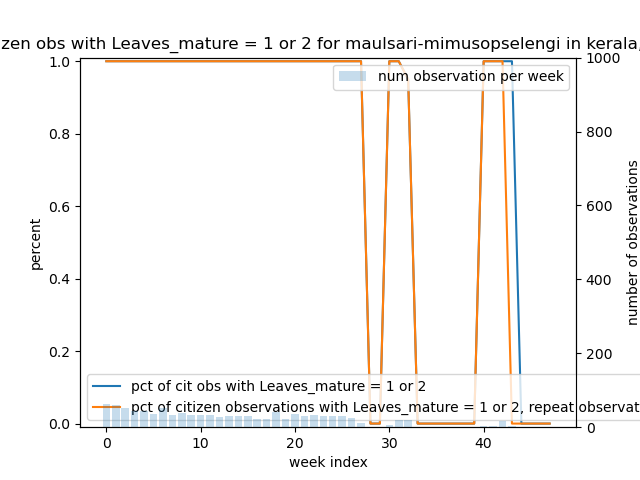 zen obs with Leaves_mature = 1 or 2 for maulsari-mimusopselengi in kerala,
num observation per week
1.0
0.8
0.6
0.4
0.2
0.0
percent
1000
800
600
400
200
0
number of observations
pct of cit obs with Leaves_mature = 1 or 2
pct of citizen observations with Leaves_mature = 1 or 2, repeat observat
0 10 20 30 40
week index